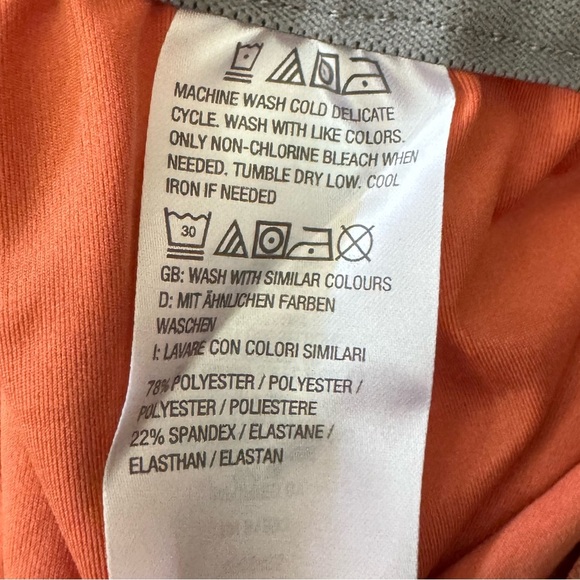 MACHINE WASH COLD DELICATE
CYCLE. WASH WITH LIKE COLORS.
ONLY NON-CHLORINE BLEACH WHEN
NEEDED. TUMBLE DRY LOW. COOL
IRON IF NEEDED
30
GB: WASH WITH SIMILAR COLOURS
D: MIT ÄHNLICHEN FARBEN
WASCHEN
I: LAVARE CON COLORI SIMILARI
78% POLYESTER / POLYESTER /
POLYESTER / POLIESTERE
22% SPANDEX / ELASTANE /
ELASTHAN / ELASTAN